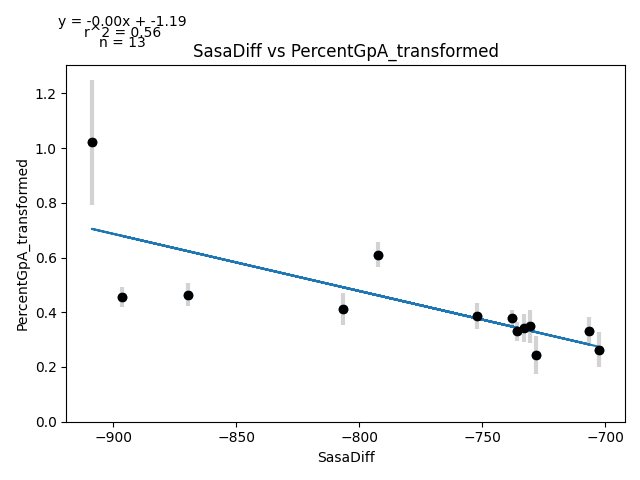 y = -0.00x + -1.19
r^2 = 0.56
n = 13
SasaDiff vs PercentGpA_transformed
PercentGpA_transformed
1.2
1.0
0.8
0.6
0.4
0.2
0.0
−900
−850
−800
−750
−700
SasaDiff